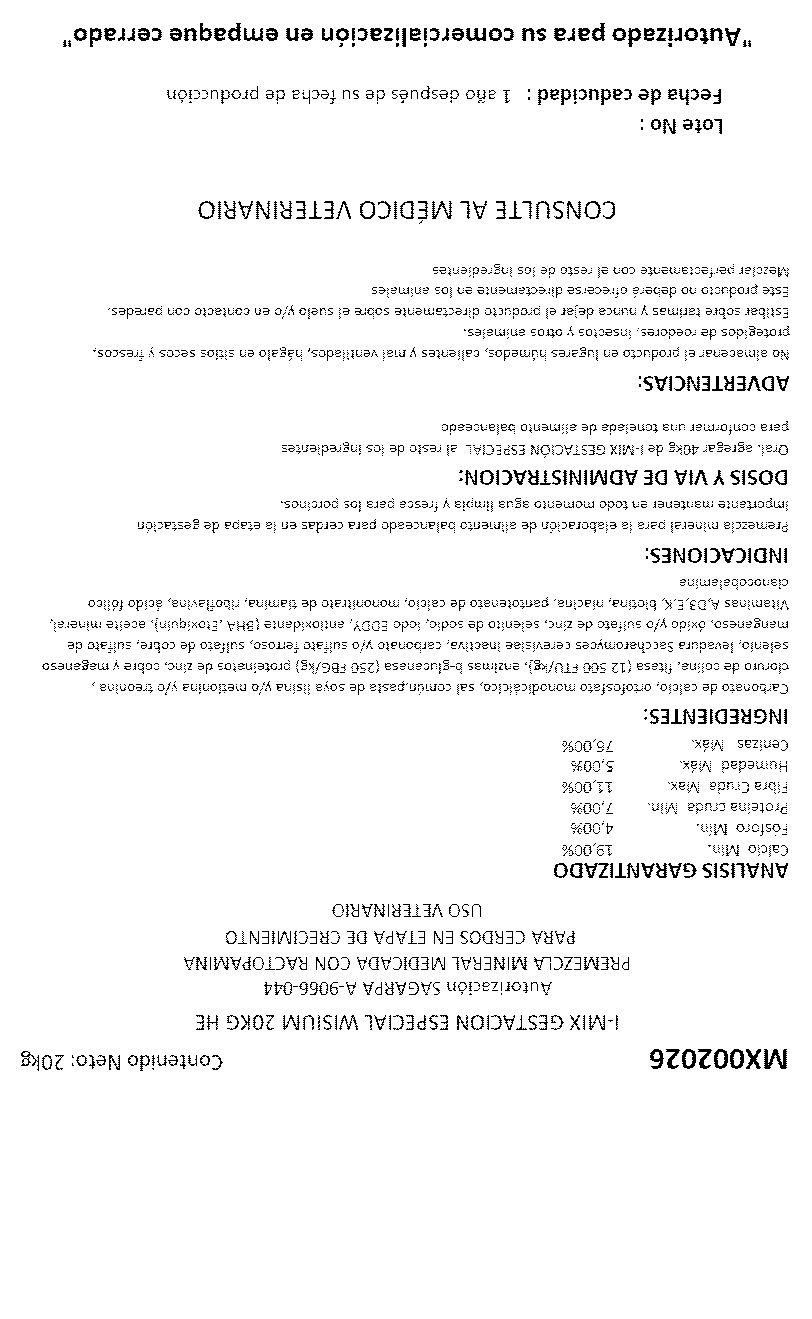 MX002026
Contenido Neto: 20kg
I-MIX GESTACION ESPECIAL WISIUM 20KG HE
Autorización SAGARPA A-9066-044
PREMEZCLA MINERAL MEDICADA CON RACTOPAMINA
PARA CERDOS EN ETAPA DE CRECIMIENTO
USO VETERINARIO
ANALISIS GARANTIZADO
Calcio Min. 19,00%
Fósforo Mín. 4,00%
Proteína cruda Min. 7,00%
Fibra Cruda Max. 11,00%
Humedad Máx. 5,00%
Cenizas Máx. 75,00%
INGREDIENTES:
Carbonato de calcio, ortofosfato monodicálcico, sal común,pasta de soya lisina y/o metionina y/o treonina ,
cloruro de colina, fitasa (12 500 FTU/kg), enzimas b-glucanasa (250 FBG/kg) proteinatos de zinc, cobre y maganeso
selenio, levadura Saccharomyces cerevisiae inactiva, carbonato y/o sulfato ferroso, sulfato de cobre, sulfato de
manganeso, óxido y/o sulfato de zinc, selenito de sodio, iodo EDDY, antioxidante (BHA ,Etoxiquin), aceite mineral,
Vitaminas A,D3,E,K, biotina, niacina, pantotenato de calcio, mononitrato de tiamina, riboflavina, ácido fólico
cianocobalamina
INDICACIONES:
Premezcla mineral para la elaboración de alimento balanceado para cerdas en la etapa de gestación
Importante mantener en todo momento agua limpia y fresca para los porcinos.
DOSIS Y VIA DE ADMINISTRACION:
Oral, agregar 40kg de I-MIX GESTACIÓN ESPECIAL al resto de los ingredientes
para conformar una tonelada de alimento balanceado
ADVERTENCIAS:
No almacenar el producto en lugares húmedos, calientes y mal ventilados, hágalo en sitios secos y frescos,
protegidos de roedores, insectos y otros animales.
Estibar sobre tarimas y nunca dejar el producto directamente sobre el suelo y/o en contacto con paredes.
Este producto no deberá ofrecerse directamente en los animales
Mezclar perfectamente con el resto de los ingredientes
CONSULTE AL MÉDICO VETERINARIO
Lote No :
Fecha de caducidad : 1 año después de su fecha de producción
"Autorizado para su comercialización en empaque cerrado"